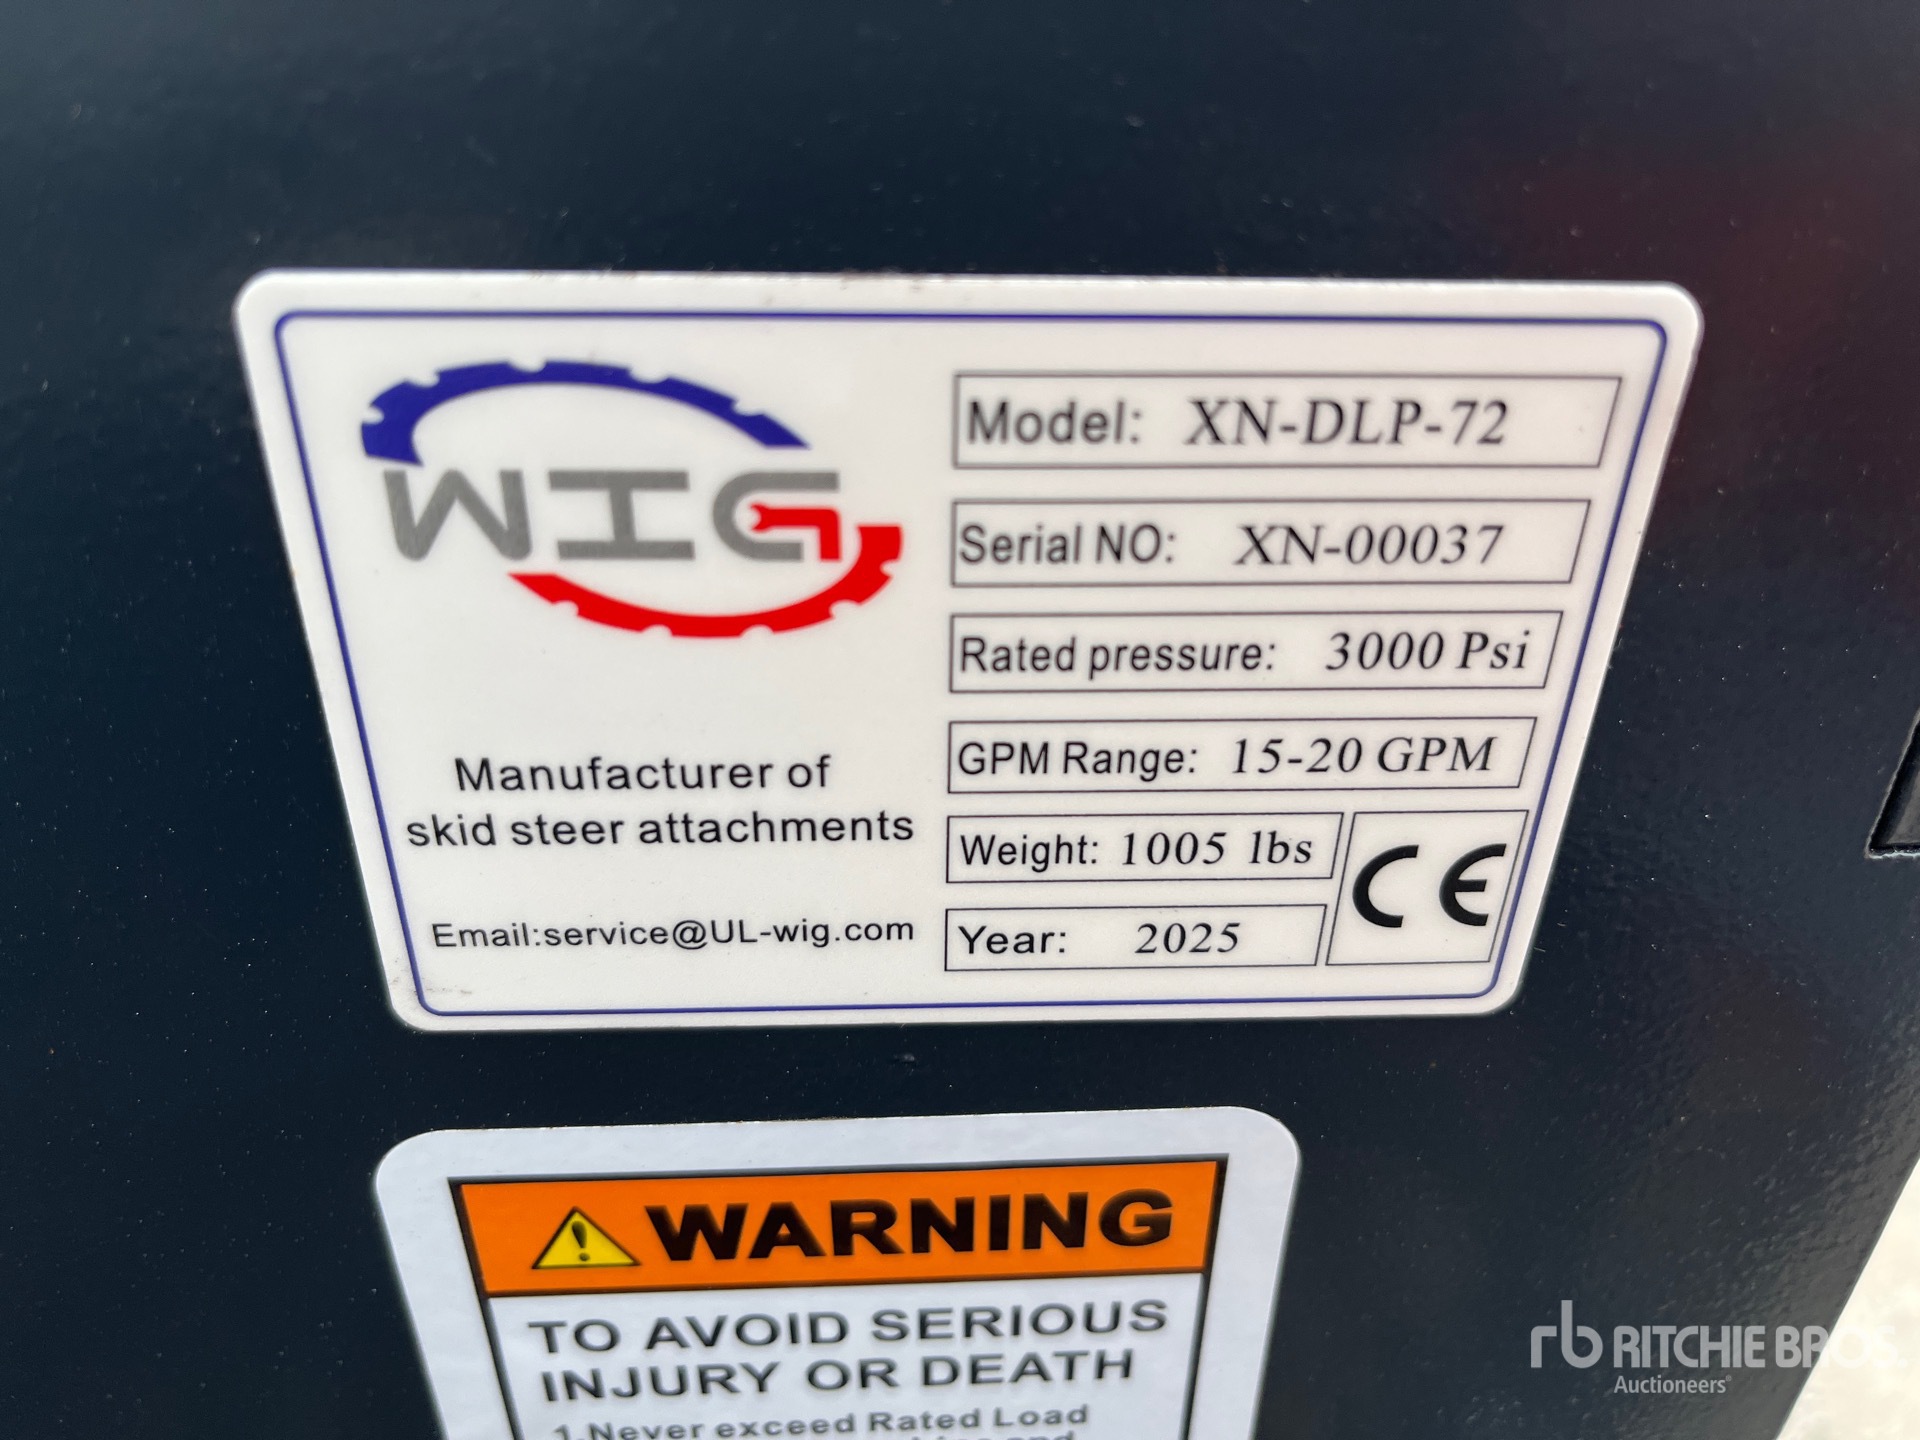 WIG
Manufacturer of
skid steer attachments
Email:service@UL-wig.com
Model: XN-DLP-72
Serial NO: XN-00037
Rated pressure: 3000 Psi
GPM Range: 15-20 GPM
Weight: 1005 lbs
Year: 2025
CE
WARNING
TO AVOID SERIOUS
INJURY OR DEATH
1.Never exceed Rated Load
and
rb RITCHIE BROS.
Auctioneers